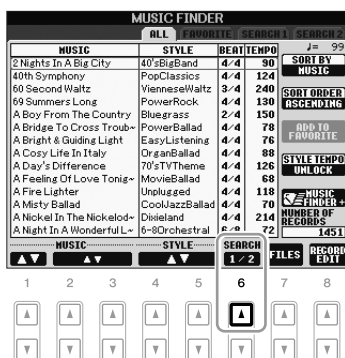 MUSIC FINDER
ALL FAVORITE SEARCH 1 SEARCH 2
MUSIC STYLE BEAT TEMPO
2 Nights In A Big City 40'sBigBand 4/4 90
40th Symphony PopClassics 4/4 124
60 Second Waltz VienneseWaltz 3/4 240
69 Summers Long PowerRock 4/4 130
A Boy From The Country Bluegrass 2/4 150
A Bridge To Cross Troub~ PowerBallad 4/4 78
A Bright & Guiding Light EasyListening 4/4 76
A Cosy Life In Italy OrganBallad 4/4 88
A Day's Difference 70'sTVTheme 4/4 126
A Feeling Of Love Tonig~ MovieBallad 4/4 68
A Fire Lighter Unplugged 4/4 118
A Misty Ballad CoolJazzBallad 4/4 70
A Nickel In The Nickelod~ Dixieland 4/4 214
A Night In A Wonderful L~ 6-8Orchestral 6/8 72
♩= 99
SORT BY
MUSIC
SORT ORDER
ASCENDING
ADD TO
FAVORITE
STYLE TEMPO
UNLOCK
MUSIC
FINDER +
NUMBER OF
RECORDS
1451
MUSIC STYLE SEARCH
▲▼ ▲▼ ▲▼ 1/2 FILES RECORD
EDIT
1 2 3 4 5 6 7 8